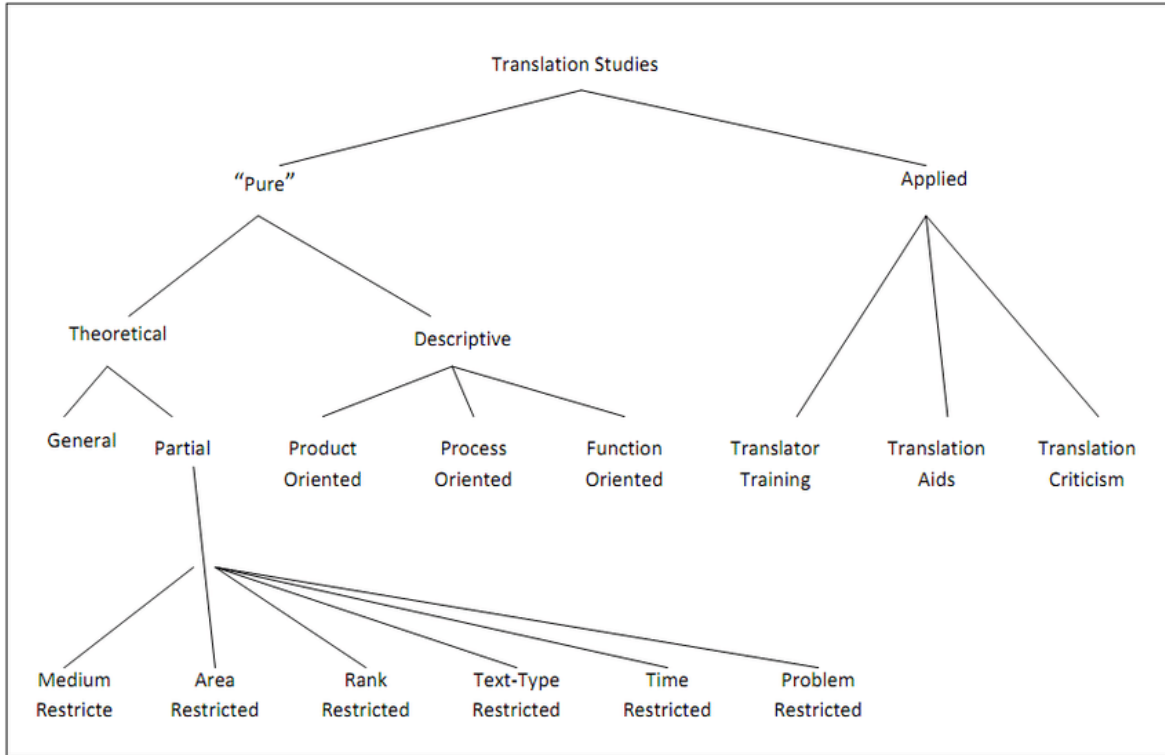 Translation Studies
“Pure”
Applied
Theoretical
Descriptive
General
Partial
Product
Oriented
Process
Oriented
Function
Oriented
Translator
Training
Translation
Aids
Translation
Criticism
Medium
Restricte
Area
Restricted
Rank
Restricted
Text-Type
Restricted
Time
Restricted
Problem
Restricted